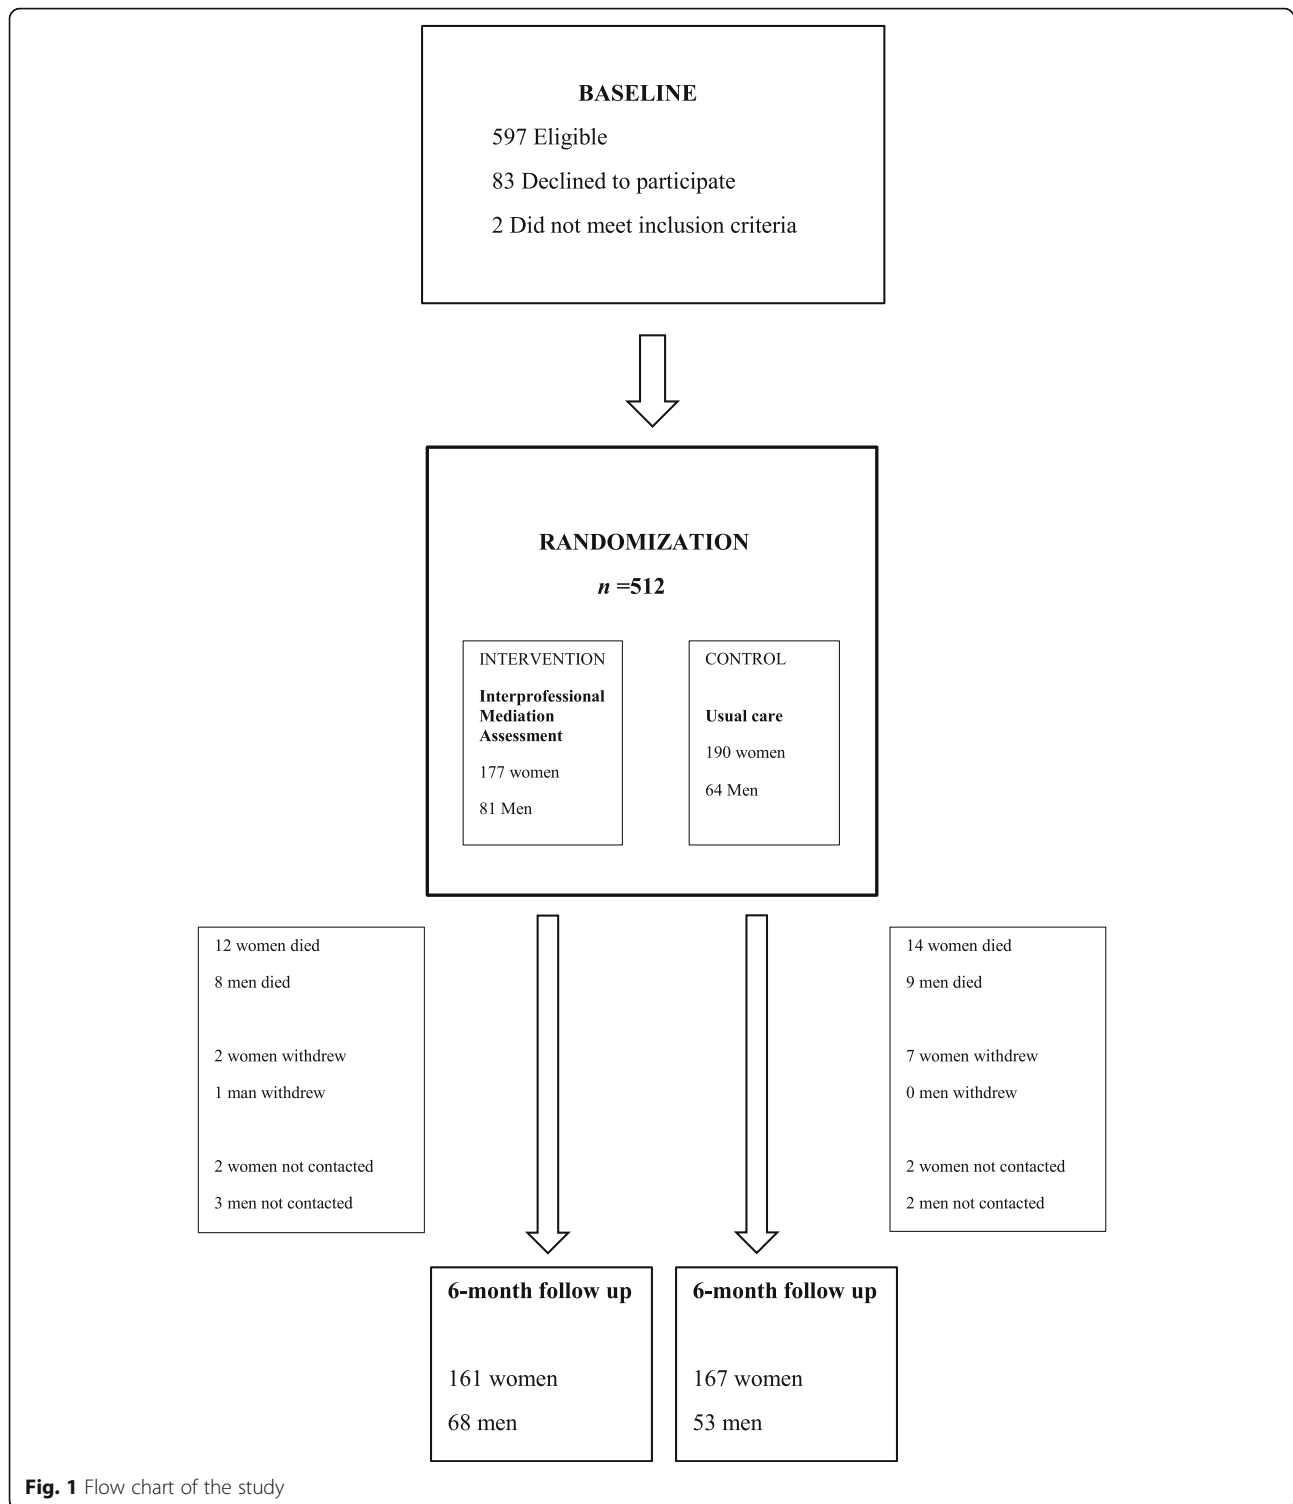 BASELINE
597 Eligible
83 Declined to participate
2 Did not meet inclusion criteria
RANDOMIZATION
n =512
INTERVENTION
Interprofessional
Mediation
Assessment
177 women
81 Men
CONTROL
Usual care
190 women
64 Men
12 women died
8 men died
2 women withdrew
1 man withdrew
2 women not contacted
3 men not contacted
14 women died
9 men died
7 women withdrew
0 men withdrew
2 women not contacted
2 men not contacted
6-month follow up
161 women
68 men
6-month follow up
167 women
53 men
Fig. 1 Flow chart of the study